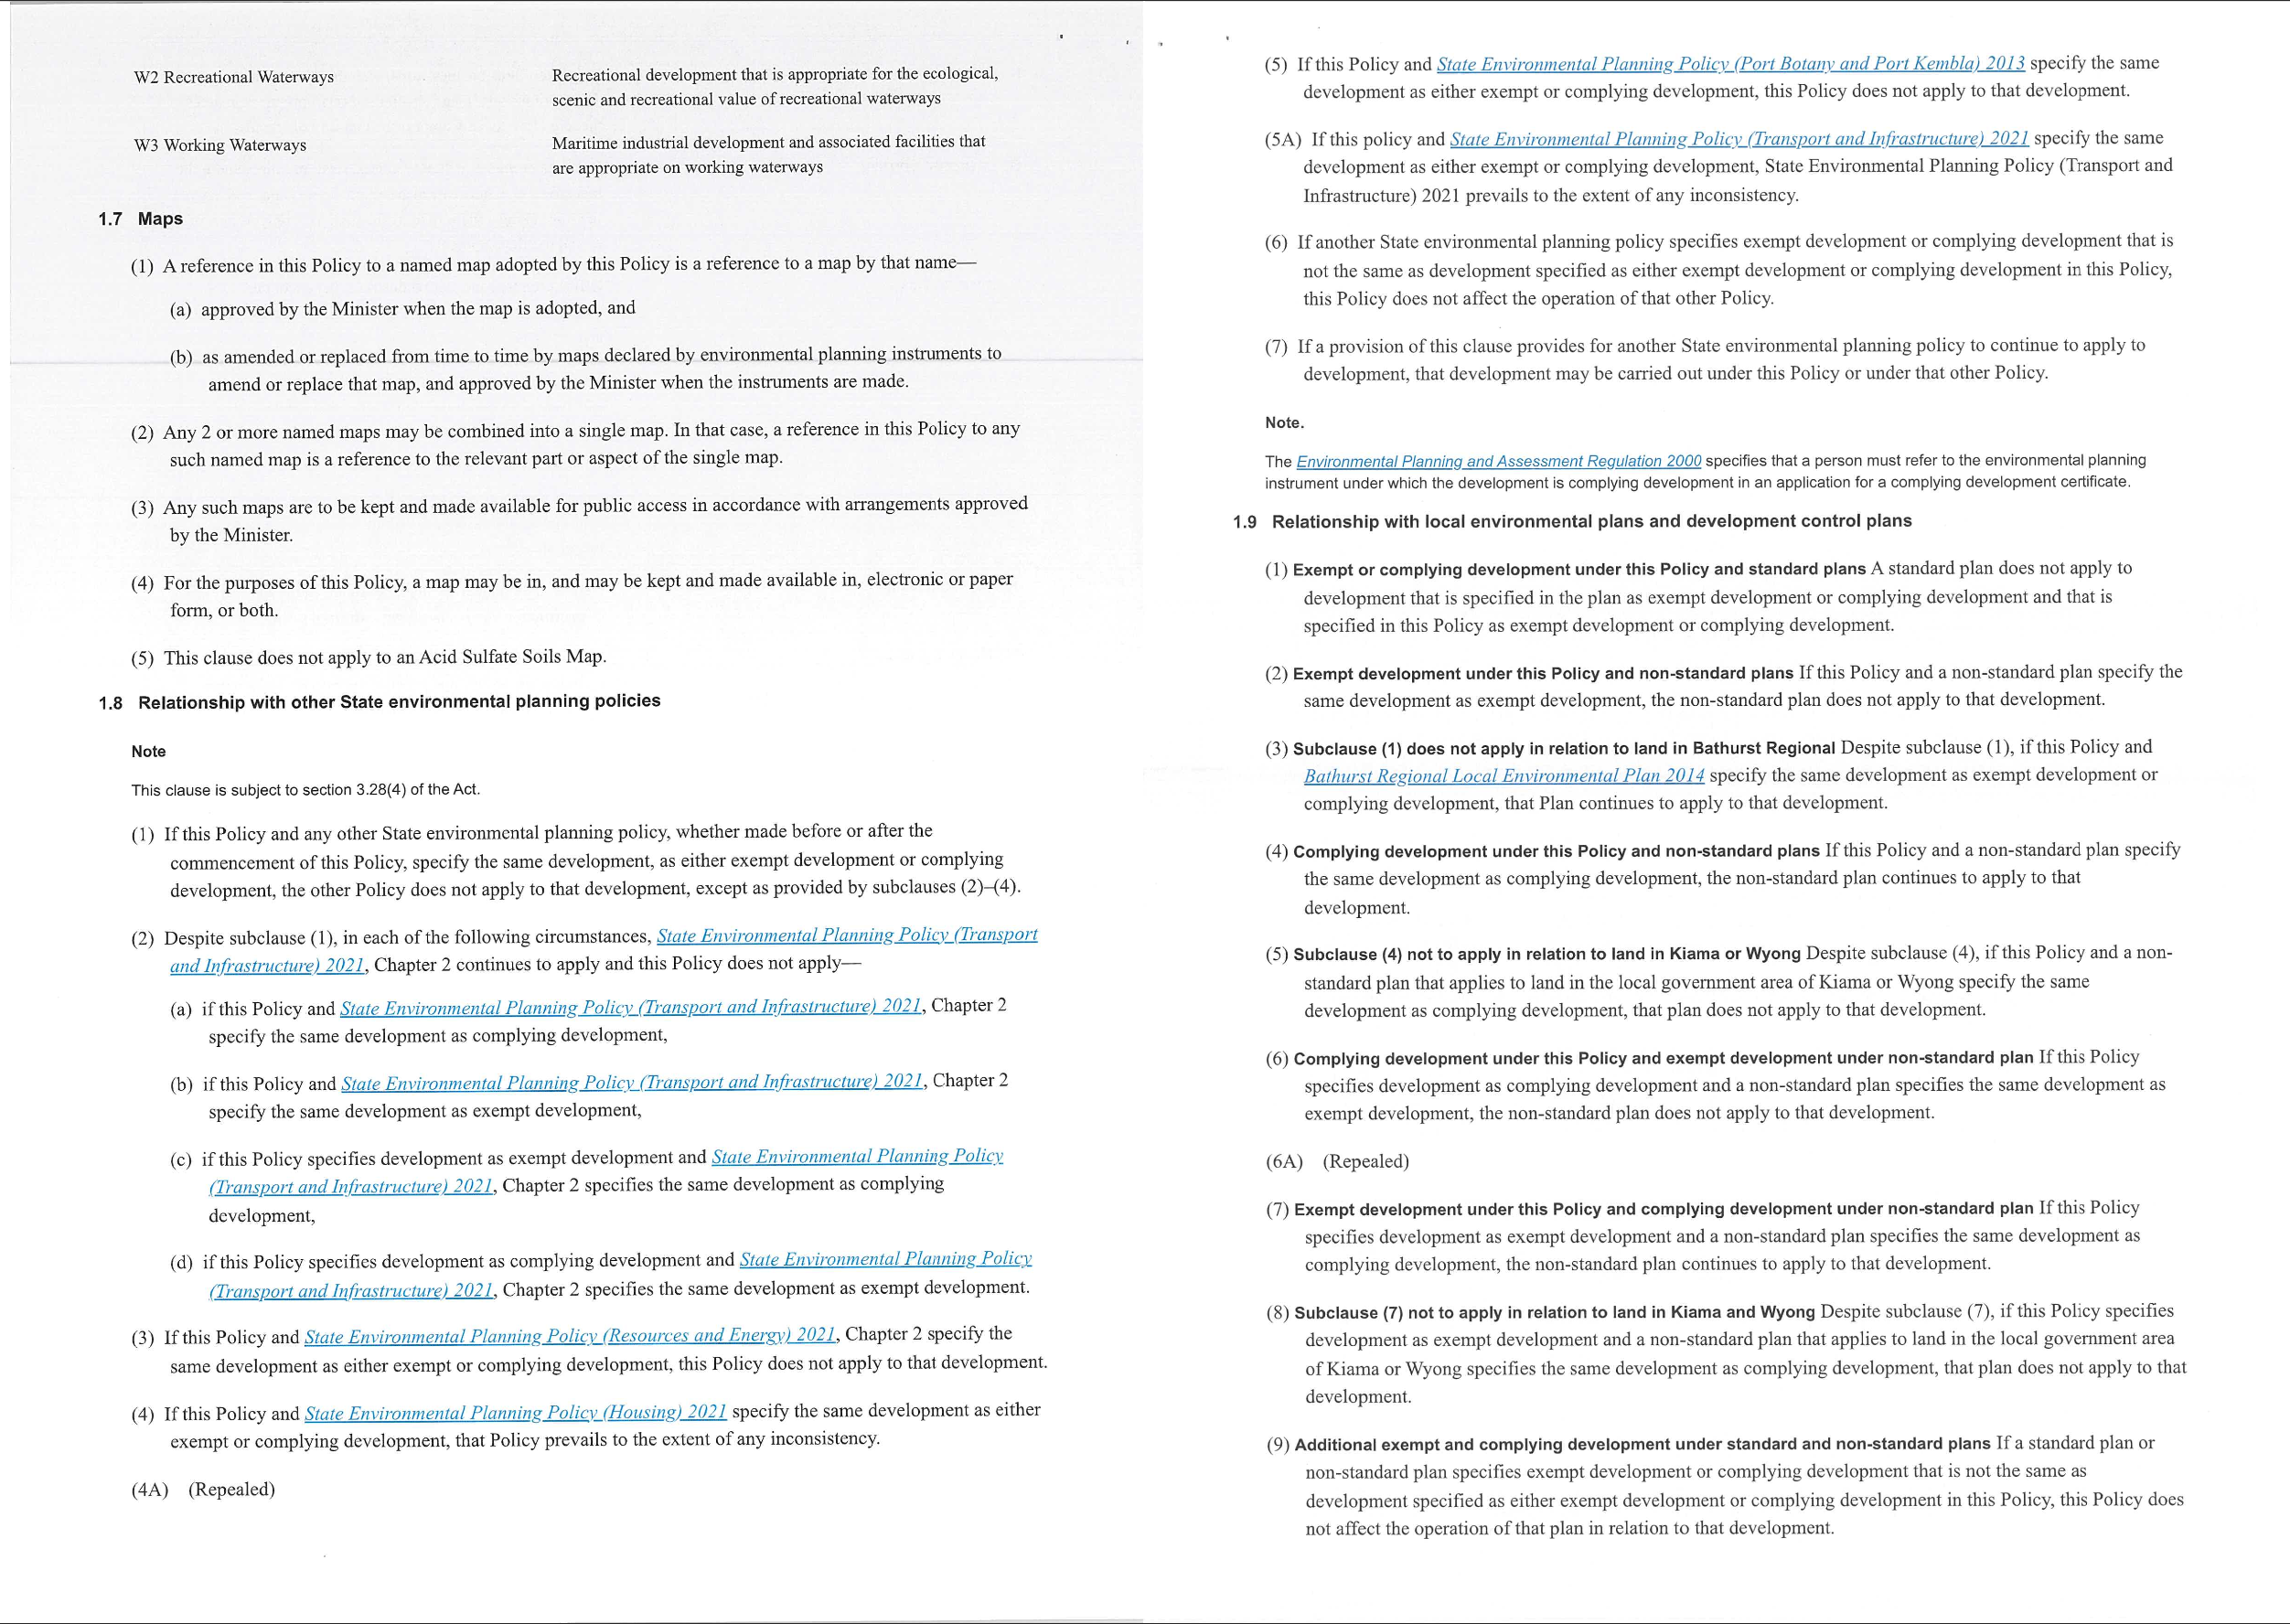 W2 Recreational Waterways
Recreational development that is appropriate for the ecological,
scenic and recreational value of recreational waterways
W3 Working Waterways
Maritime industrial development and associated facilities that
are appropriate on working waterways
1.7 Maps
(1) A reference in this Policy to a named map adopted by this Policy is a reference to a map by that name—
(a) approved by the Minister when the map is adopted, and
(b) as amended or replaced from time to time by maps declared by environmental planning instruments to
amend or replace that map, and approved by the Minister when the instruments are made.
(2) Any 2 or more named maps may be combined into a single map. In that case, a reference in this Policy to any
such named map is a reference to the relevant part or aspect of the single map.
(3) Any such maps are to be kept and made available for public access in accordance with arrangements approved
by the Minister.
(4) For the purposes of this Policy, a map may be in, and may be kept and made available in, electronic or paper
form, or both.
(5) This clause does not apply to an Acid Sulfate Soils Map.
1.8 Relationship with other State environmental planning policies
Note
This clause is subject to section 3.28(4) of the Act.
(1) If this Policy and any other State environmental planning policy, whether made before or after the
commencement of this Policy, specify the same development, as either exempt development or complying
development, the other Policy does not apply to that development, except as provided by subclauses (2)–(4).
(2) Despite subclause (1), in each of the following circumstances, State Environmental Planning Policy (Transport
and Infrastructure) 2021, Chapter 2 continues to apply and this Policy does not apply—
(a) if this Policy and State Environmental Planning Policy (Transport and Infrastructure) 2021, Chapter 2
specify the same development as complying development,
(b) if this Policy and State Environmental Planning Policy (Transport and Infrastructure) 2021, Chapter 2
specify the same development as exempt development,
(c) if this Policy specifies development as exempt development and State Environmental Planning Policy
(Transport and Infrastructure) 2021, Chapter 2 specifies the same development as complying
development,
(d) if this Policy specifies development as complying development and State Environmental Planning Policy
(Transport and Infrastructure) 2021, Chapter 2 specifies the same development as exempt development.
(3) If this Policy and State Environmental Planning Policy (Resources and Energy) 2021, Chapter 2 specify the
same development as either exempt or complying development, this Policy does not apply to that development.
(4) If this Policy and State Environmental Planning Policy (Housing) 2021 specify the same development as either
exempt or complying development, that Policy prevails to the extent of any inconsistency.
(4A) (Repealed)
(5) If this Policy and State Environmental Planning Policy (Port Botany and Port Kembla) 2013 specify the same
development as either exempt or complying development, this Policy does not apply to that development.
(5A) If this policy and State Environmental Planning Policy (Transport and Infrastructure) 2021 specify the same
development as either exempt or complying development, State Environmental Planning Policy (Transport and
Infrastructure) 2021 prevails to the extent of any inconsistency.
(6) If another State environmental planning policy specifies exempt development or complying development that is
not the same as development specified as either exempt development or complying development in this Policy,
this Policy does not affect the operation of that other Policy.
(7) If a provision of this clause provides for another State environmental planning policy to continue to apply to
development, that development may be carried out under this Policy or under that other Policy.
Note.
The Environmental Planning and Assessment Regulation 2000 specifies that a person must refer to the environmental planning
instrument under which the development is complying development in an application for a complying development certificate.
1.9 Relationship with local environmental plans and development control plans
(1) Exempt or complying development under this Policy and standard plans A standard plan does not apply to
development that is specified in the plan as exempt development or complying development and that is
specified in this Policy as exempt development or complying development.
(2) Exempt development under this Policy and non-standard plans If this Policy and a non-standard plan specify the
same development as exempt development, the non-standard plan does not apply to that development.
(3) Subclause (1) does not apply in relation to land in Bathurst Regional Despite subclause (1), if this Policy and
Bathurst Regional Local Environmental Plan 2014 specify the same development as exempt development or
complying development, that Plan continues to apply to that development.
(4) Complying development under this Policy and non-standard plans If this Policy and a non-standard plan specify
the same development as complying development, the non-standard plan continues to apply to that
development.
(5) Subclause (4) not to apply in relation to land in Kiama or Wyong Despite subclause (4), if this Policy and a non-
standard plan that applies to land in the local government area of Kiama or Wyong specify the same
development as complying development, that plan does not apply to that development.
(6) Complying development under this Policy and exempt development under non-standard plan If this Policy
specifies development as complying development and a non-standard plan specifies the same development as
exempt development, the non-standard plan does not apply to that development.
(6A) (Repealed)
(7) Exempt development under this Policy and complying development under non-standard plan If this Policy
specifies development as exempt development and a non-standard plan specifies the same development as
complying development, the non-standard plan continues to apply to that development.
(8) Subclause (7) not to apply in relation to land in Kiama and Wyong Despite subclause (7), if this Policy specifies
development as exempt development and a non-standard plan that applies to land in the local government area
of Kiama or Wyong specifies the same development as complying development, that plan does not apply to that
development.
(9) Additional exempt and complying development under standard and non-standard plans If a standard plan or
non-standard plan specifies exempt development or complying development that is not the same as
development specified as either exempt development or complying development in this Policy, this Policy does
not affect the operation of that plan in relation to that development.